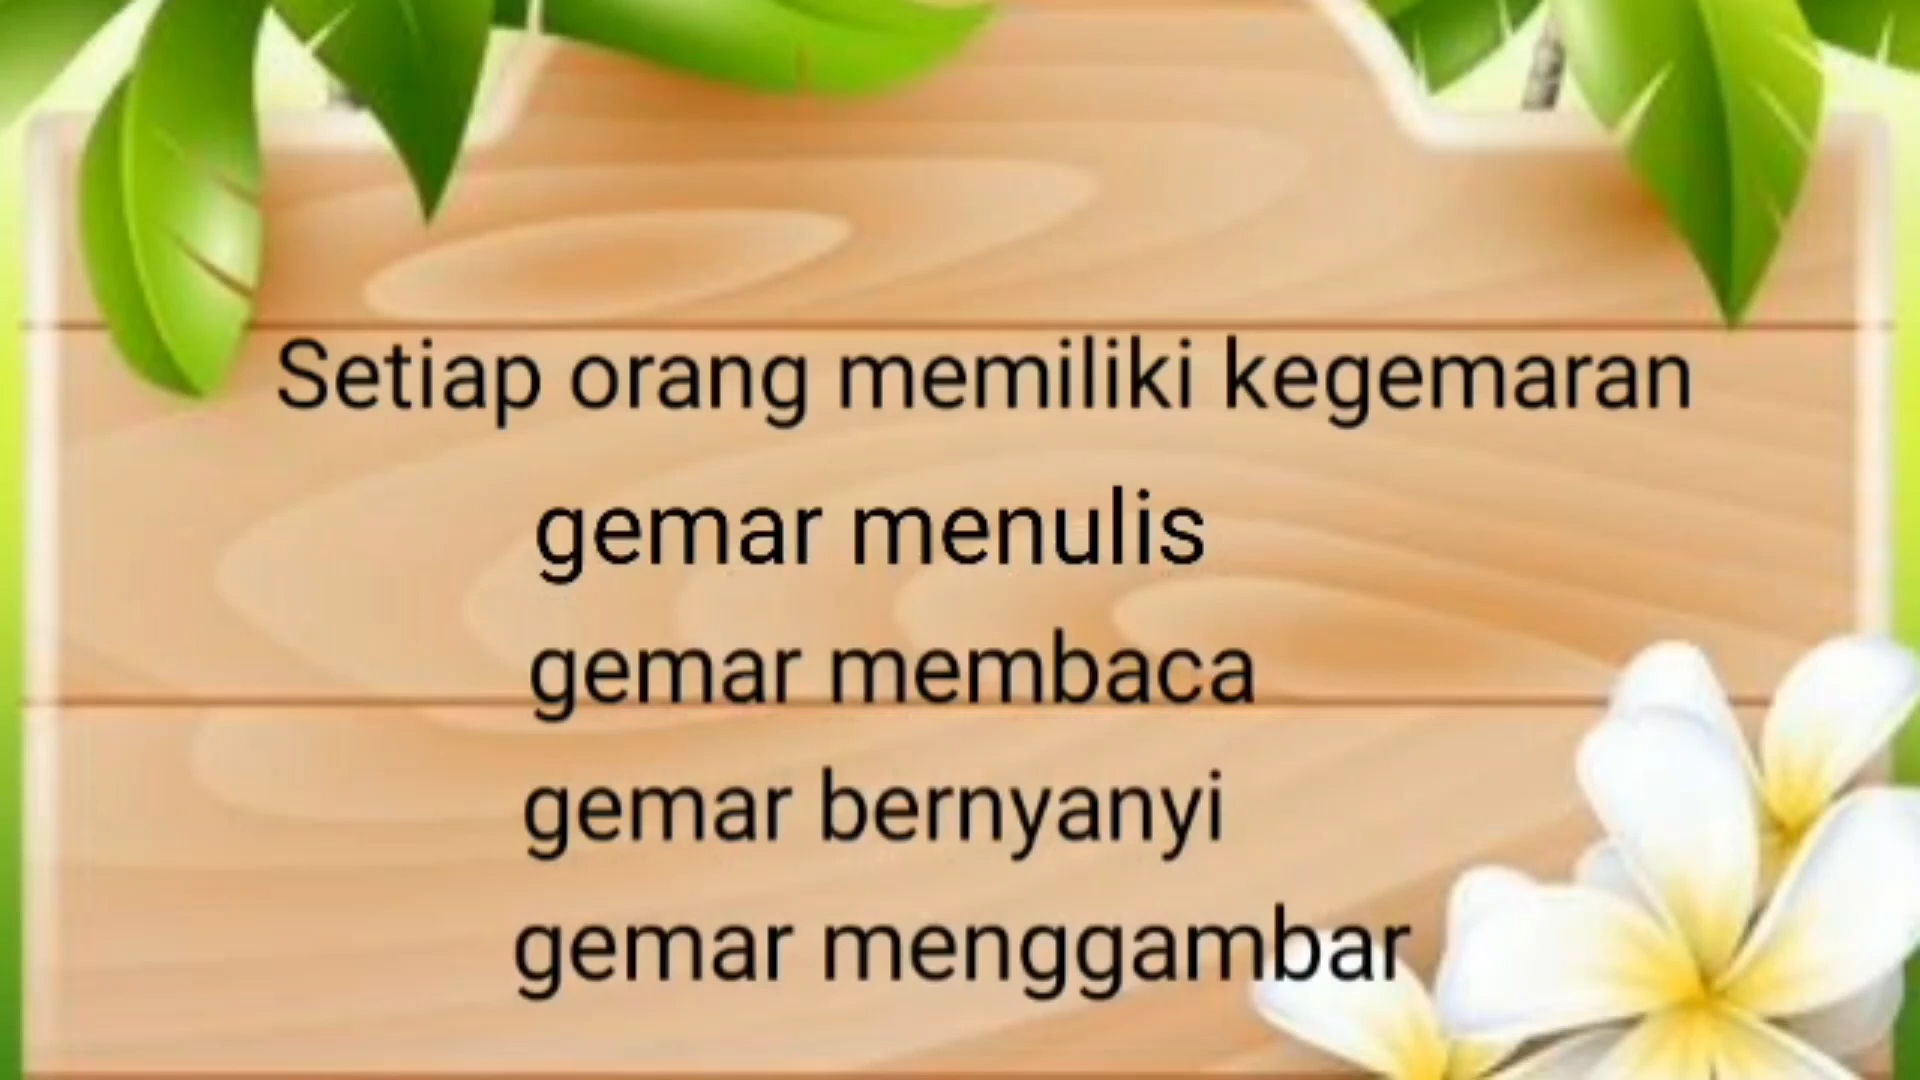 Setiap orang memiliki kegemaran
gemar menulis
gemar membaca
gemar bernyanyi
gemar menggambar